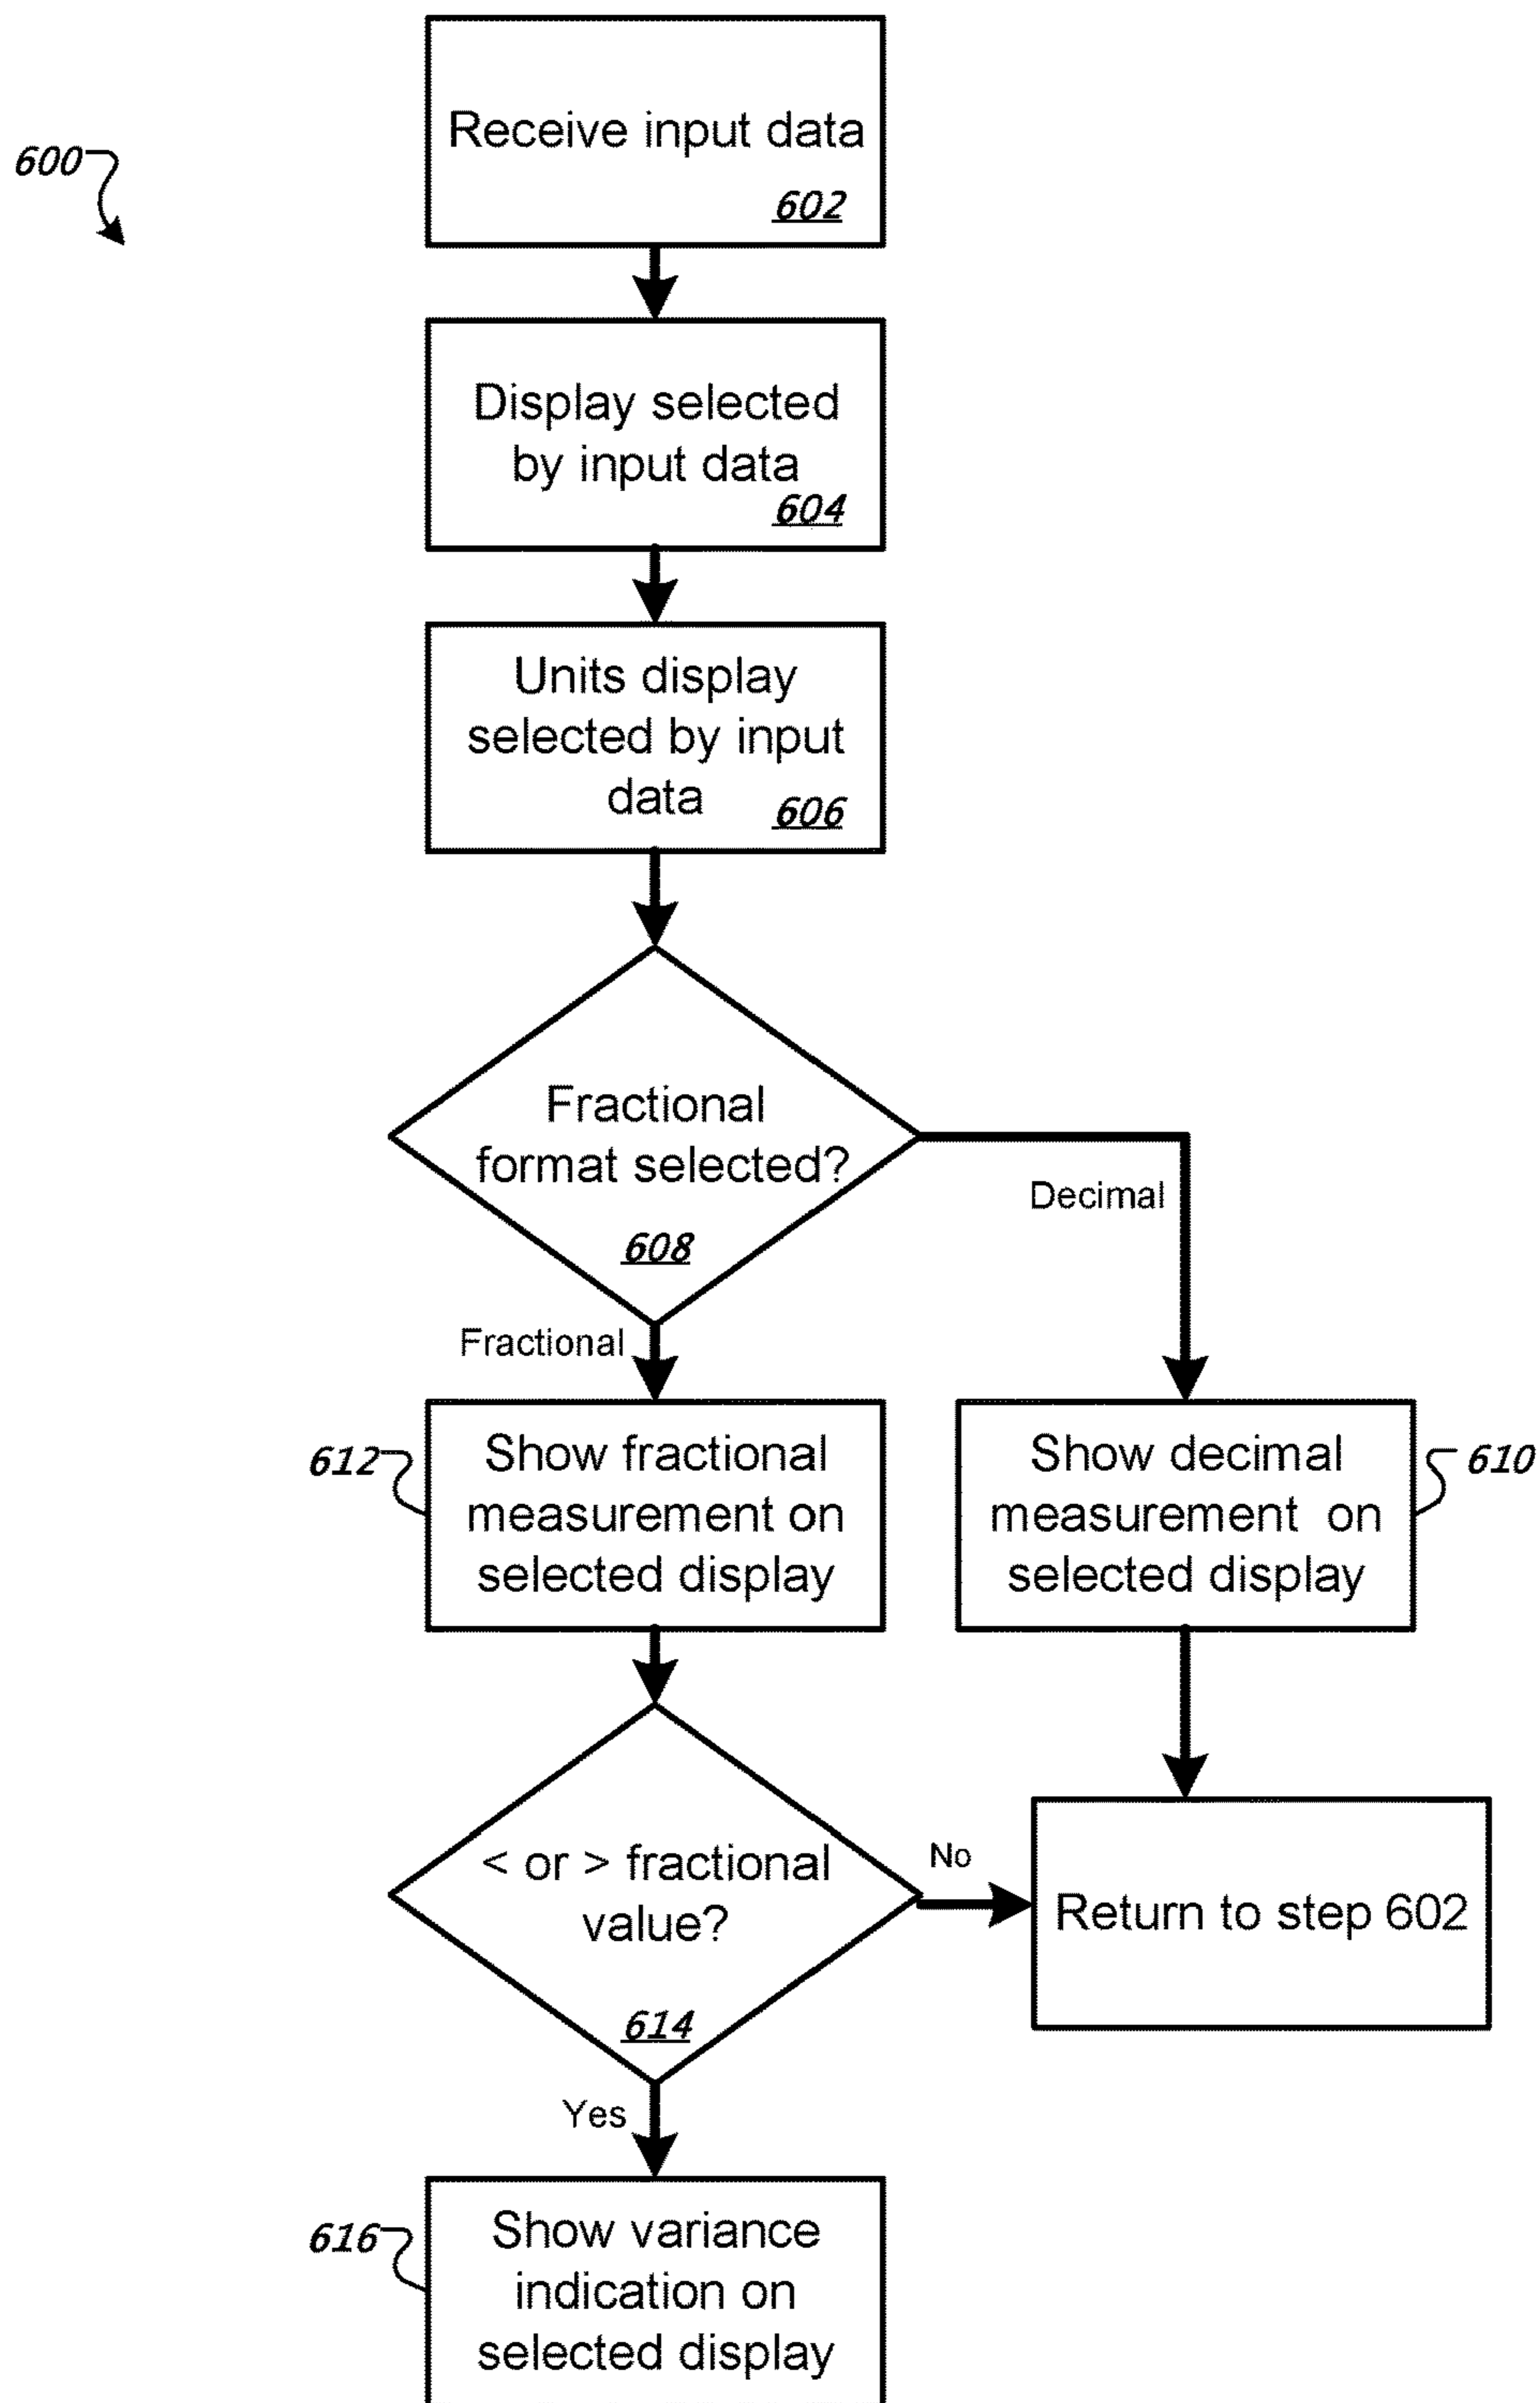 600
Receive input data
602
Display selected
by input data
604
Units display
selected by input
data
606
Fractional
format selected?
608
Decimal
Fractional
612
Show fractional
measurement on
selected display
Show decimal
measurement on
selected display
610
< or > fractional
value?
614
No
Return to step 602
Yes
616
Show variance
indication on
selected display